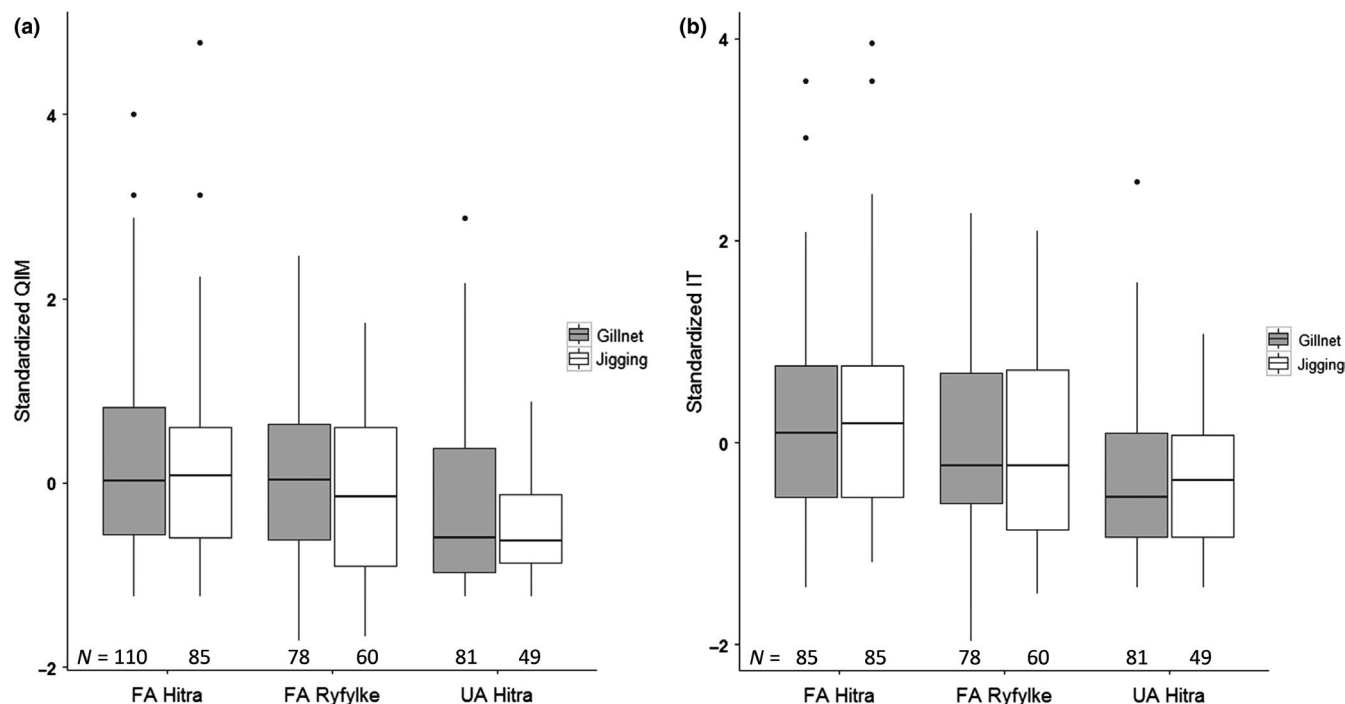 (a)
Standardized QIM
4
2
0
−2
N = 110 85 78 60 81 49
FA Hitra FA Ryfylke UA Hitra
Gillnet
Jigging
(b)
Standardized IT
4
2
0
−2
N = 85 85 78 60 81 49
FA Hitra FA Ryfylke UA Hitra
Gillnet
Jigging